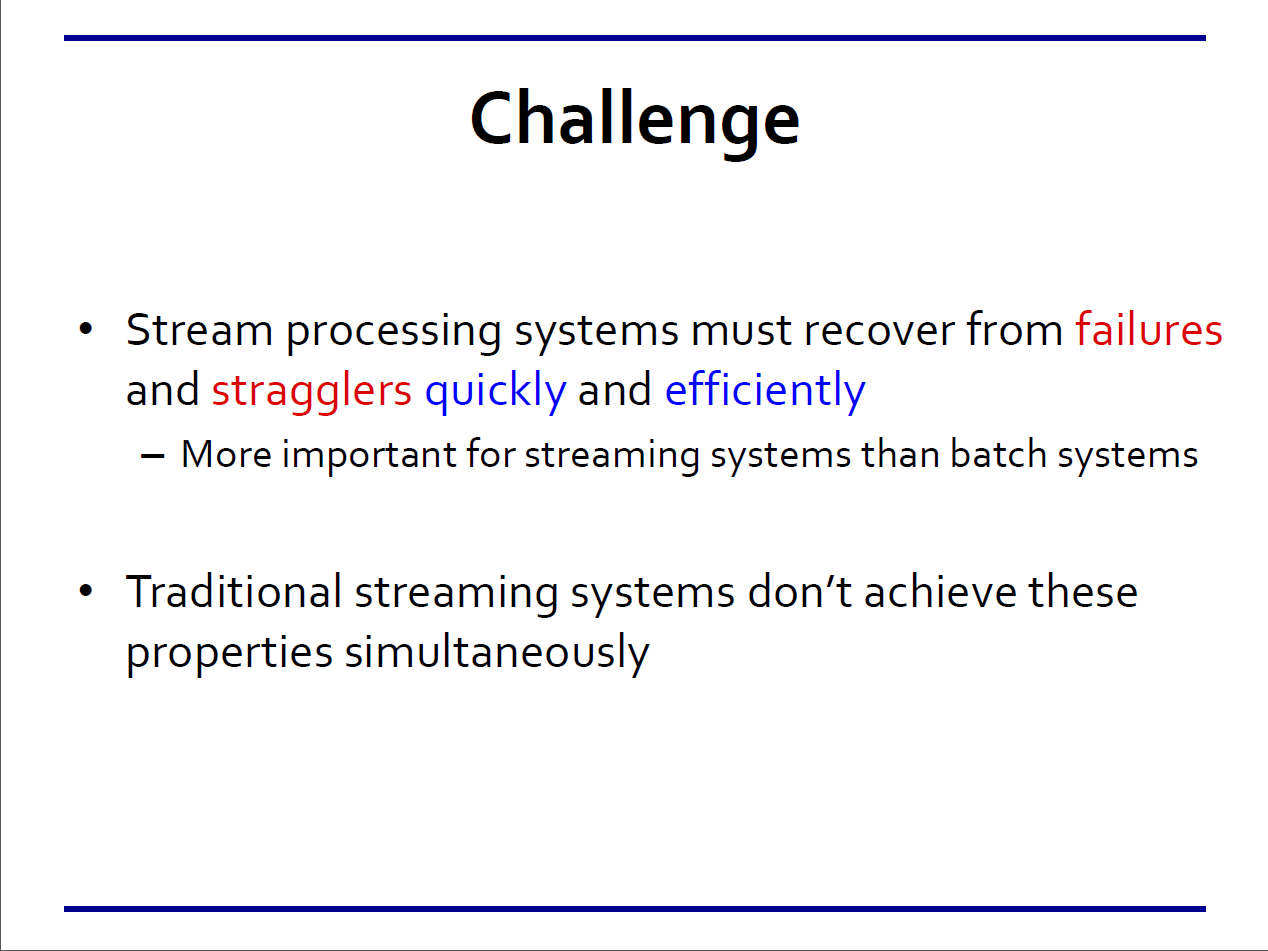 Challenge
• Stream processing systems must recover from failures
and stragglers quickly and efficiently
– More important for streaming systems than batch systems
• Traditional streaming systems don’t achieve these
properties simultaneously